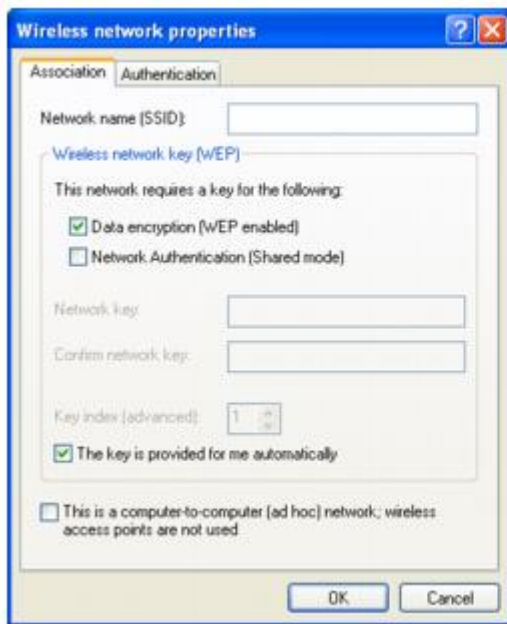 Wireless network properties
Association
Authentication
Network name (SSID):
Wireless network key (WEP)
This network requires a key for the following:
Data encryption (WEP enabled)
Network Authentication (Shared mode)
Network key:
Confirm network key:
Key index (advanced):
1
The key is provided for me automatically
This is a computer-to-computer (ad hoc) network; wireless
access points are not used
OK
Cancel